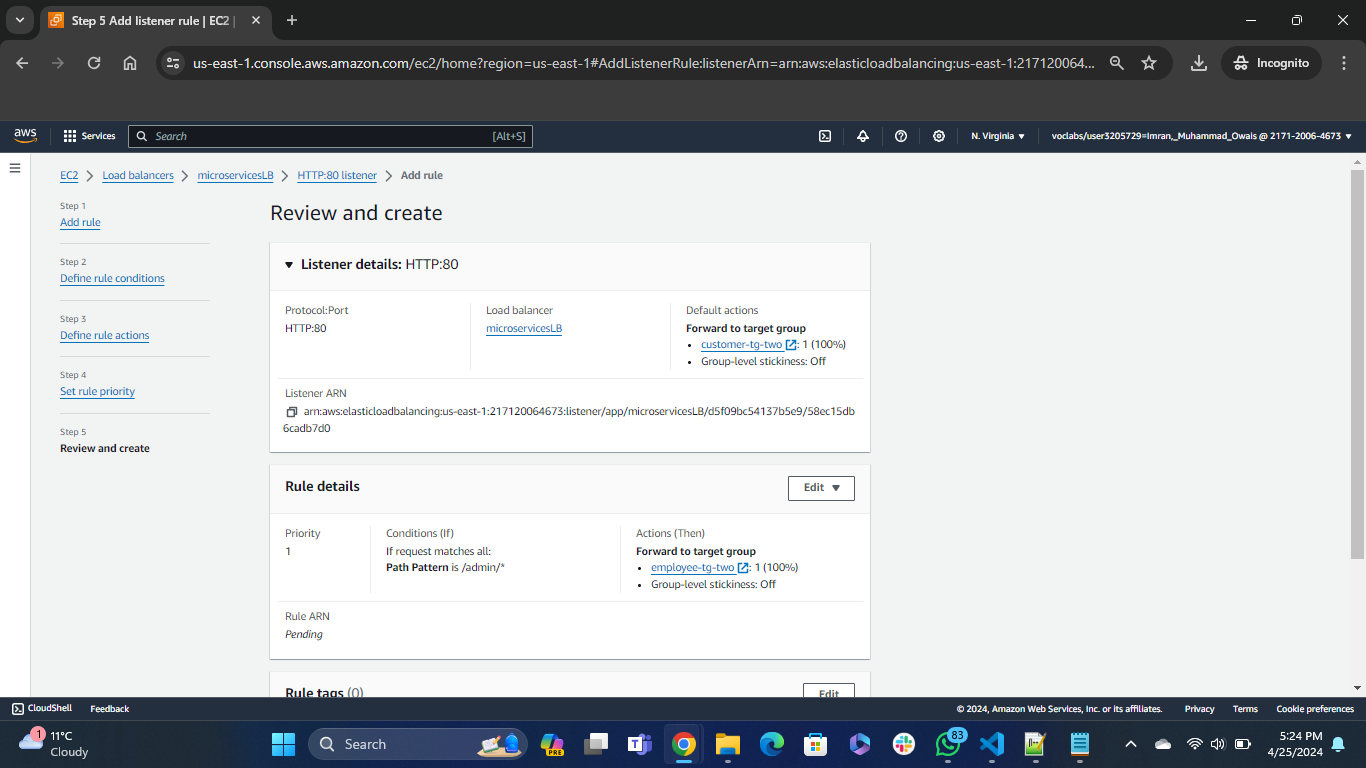 Step 5 Add listener rule | EC2 |
us-east-1.console.aws.amazon.com/ec2/home?region=us-east-1#AddListenerRule:listenerArn=arn:aws:elasticloadbalancing:us-east-1:217120064...
Incognito
aws
Services
Search
[Alt+S]
N. Virginia
voclabs/user3205729=Imran,_Muhammad_Owais @ 2171-2006-4673
EC2
Load balancers
microservicesLB
HTTP:80 listener
Add rule
Step 1
Add rule
Step 2
Define rule conditions
Step 3
Define rule actions
Step 4
Set rule priority
Step 5
Review and create
Review and create
Listener details: HTTP:80
Protocol:Port
HTTP:80
Load balancer
microservicesLB
Default actions
Forward to target group
• customer-tg-two : 1 (100%)
• Group-level stickiness: Off
Listener ARN
arn:aws:elasticloadbalancing:us-east-1:217120064673:listener/app/microservicesLB/d5f09bc54137b5e9/58ec15db
6cadb7d0
Rule details
Edit
Priority
1
Conditions (If)
If request matches all:
Path Pattern is /admin/*
Actions (Then)
Forward to target group
• employee-tg-two : 1 (100%)
• Group-level stickiness: Off
Rule ARN
Pending
Rule tags (0)
Edit
CloudShell
Feedback
© 2024, Amazon Web Services, Inc. or its affiliates.
Privacy
Terms
Cookie preferences
1
11°C
Cloudy
Search
PRE
83
5:24 PM
4/25/2024